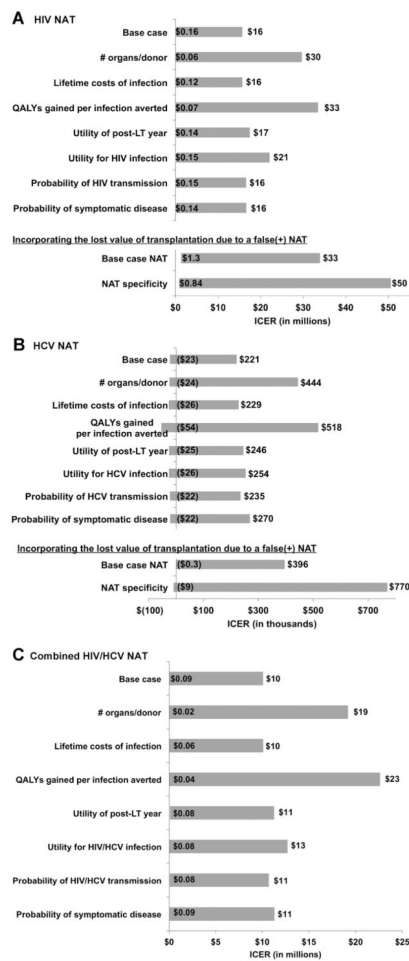 A HIV NAT
Base case $0.16 $16
# organs/donor $0.06 $30
Lifetime costs of infection $0.12 $16
QALYs gained per infection averted $0.07 $33
Utility of post-LT year $0.14 $17
Utility for HIV infection $0.15 $21
Probability of HIV transmission $0.15 $16
Probability of symptomatic disease $0.14 $16
Incorporating the lost value of transplantation due to a false(+) NAT
Base case NAT $1.3 $33
NAT specificity $0.84 $50
$0 $10 $20 $30 $40 $50
ICER (in millions)
B HCV NAT
Base case ($23) $221
# organs/donor ($24) $444
Lifetime costs of infection ($26) $229
QALYs gained
per infection averted ($54) $518
Utility of post-LT year ($25) $246
Utility for HCV infection ($26) $254
Probability of HCV transmission ($22) $235
Probability of symptomatic disease ($22) $270
Incorporating the lost value of transplantation due to a false(+) NAT
Base case NAT ($0.3) $396
NAT specificity ($9) $770
$(100) $100 $300 $500 $700
ICER (in thousands)
C Combined HIV/HCV NAT
Base case $0.09 $10
# organs/donor $0.02 $19
Lifetime costs of infection $0.06 $10
QALYs gained per infection averted $0.04 $23
Utility of post-LT year $0.08 $11
Utility for HIV/HCV infection $0.08 $13
Probability of HIV/HCV transmission $0.08 $11
Probability of symptomatic disease $0.09 $11
$0 $5 $10 $15 $20 $25
ICER (in millions)